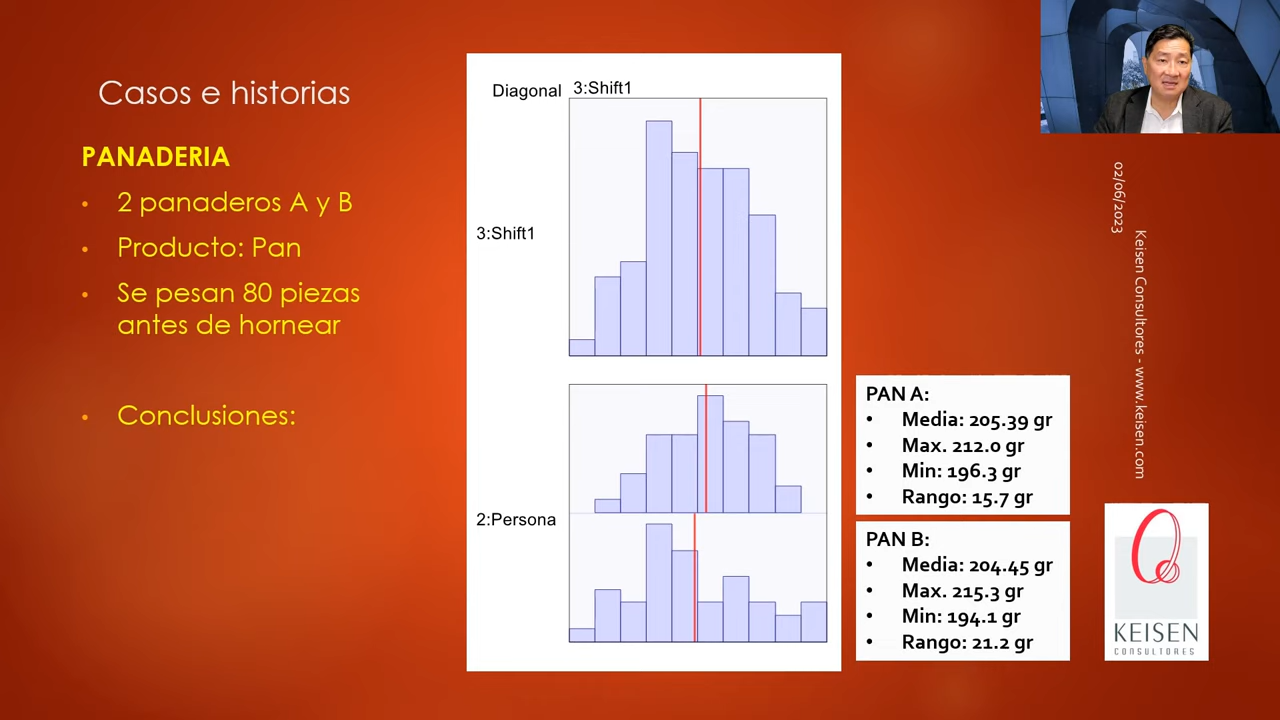 Casos e historias
PANADERIA
• 2 panaderos A y B
• Producto: Pan
• Se pesan 80 piezas
antes de hornear
• Conclusiones:
Diagonal 3:Shift1
3:Shift1
2:Persona
PAN A:
• Media: 205.39 gr
• Max. 212.0 gr
• Min: 196.3 gr
• Rango: 15.7 gr
PAN B:
• Media: 204.45 gr
• Max. 215.3 gr
• Min: 194.1 gr
• Rango: 21.2 gr
02/06/2023
Keisen Consultores - www.keisen.com
KEISEN
CONSULTORES